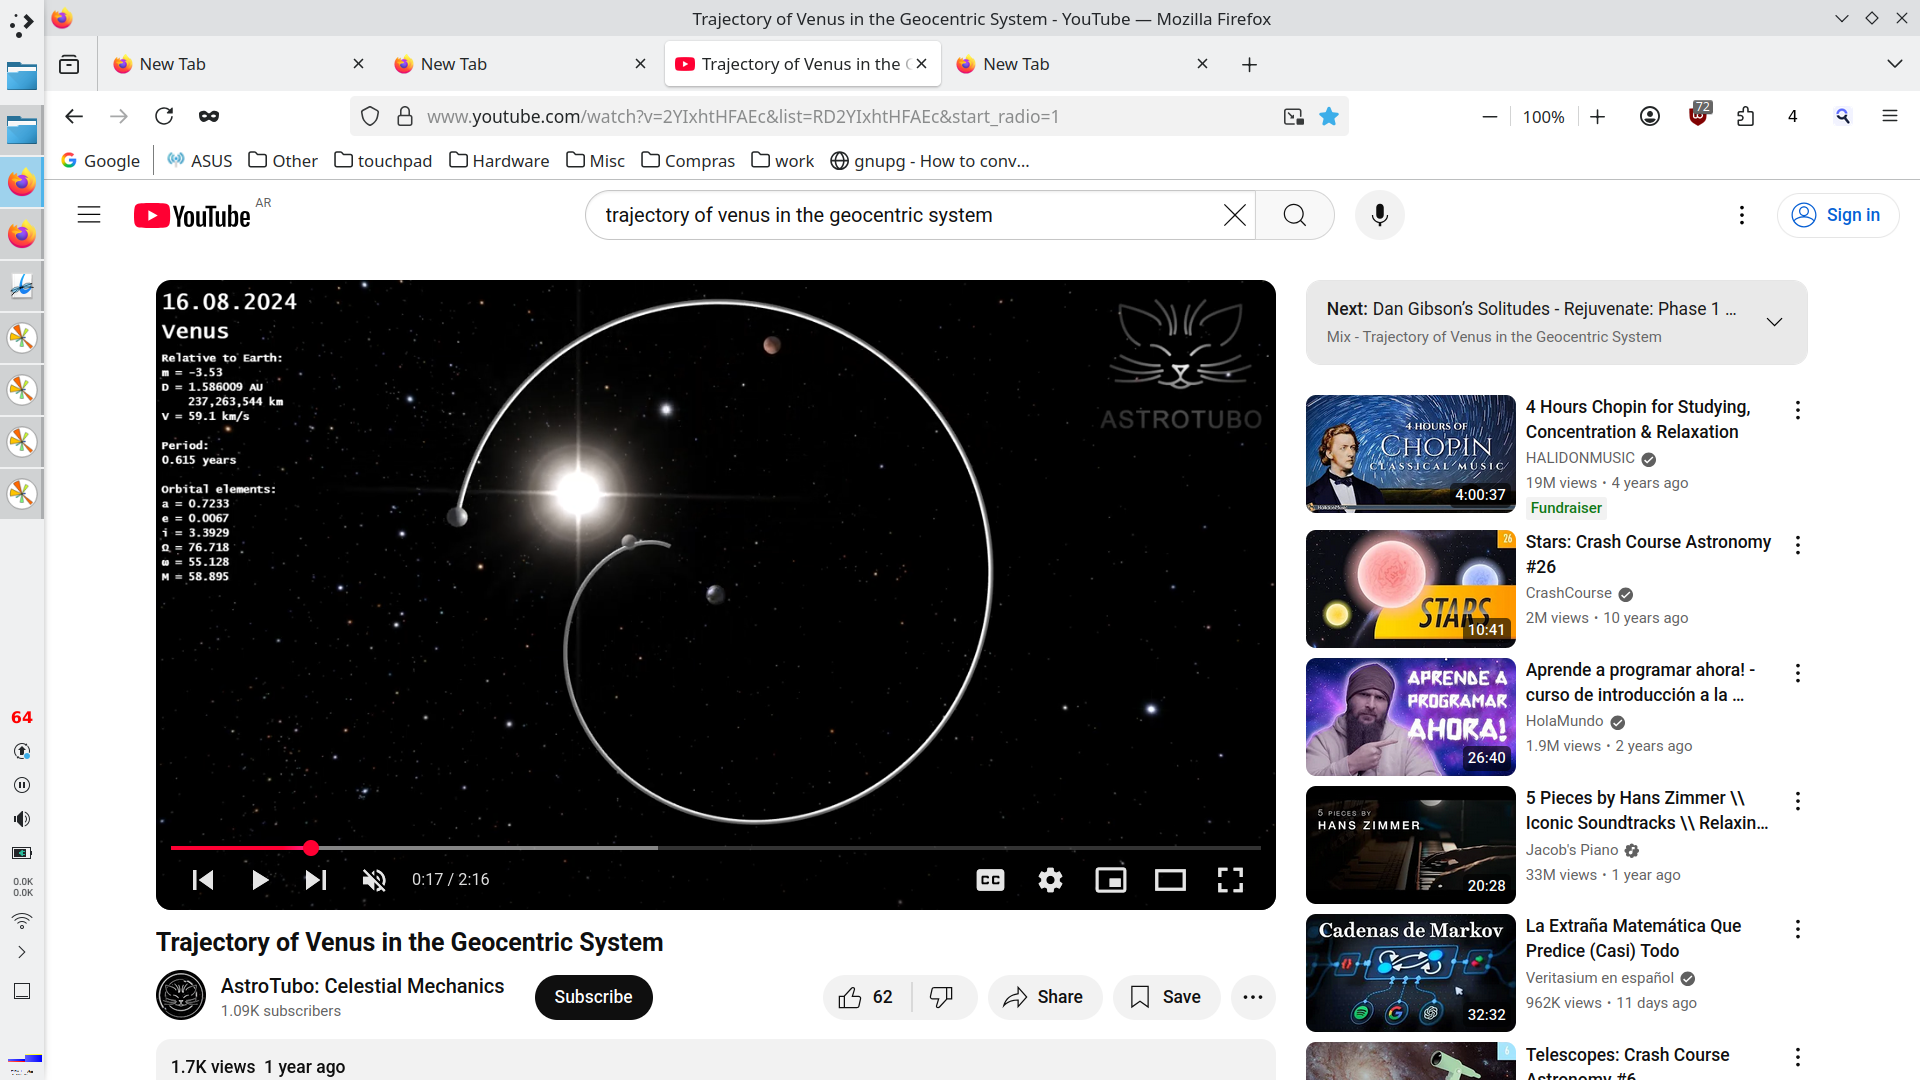 Trajectory of Venus in the Geocentric System - YouTube — Mozilla Firefox
New Tab
New Tab
Trajectory of Venus in the
New Tab
www.youtube.com/watch?v=2YIxhtHFAEc&list=RD2YIxhtHFAEc&start_radio=1
100%
72
4
Google
ASUS
Other
touchpad
Hardware
Misc
Compras
work
gnupg - How to conv...
YouTube AR
trajectory of venus in the geocentric system
Sign in
16.08.2024
Venus
Relative to Earth:
m = -3.53
D = 1.586009 AU
237,263,544 km
V = 59.1 km/s
Period:
0.615 years
Orbital elements:
a = 0.7233
e = 0.0067
i = 3.3929
Ω = 76.718
ω = 55.128
M = 58.895
ASTROTUBO
0:17 / 2:16
CC
Trajectory of Venus in the Geocentric System
AstroTubo: Celestial Mechanics
1.09K subscribers
Subscribe
62
Share
Save
1.7K views 1 year ago
Next: Dan Gibson’s Solitudes - Rejuvenate: Phase 1 ...
Mix - Trajectory of Venus in the Geocentric System
4 HOURS OF
CHOPIN
CLASSICAL MUSIC
4:00:37
4 Hours Chopin for Studying,
Concentration & Relaxation
HALIDONMUSIC
19M views • 4 years ago
Fundraiser
26
STARS
10:41
Stars: Crash Course Astronomy
#26
CrashCourse
2M views • 10 years ago
APRENDE A
PROGRAMAR
AHORA!
26:40
Aprende a programar ahora! -
curso de introducción a la ...
HolaMundo
1.9M views • 2 years ago
5 PIECES BY
HANS ZIMMER
20:28
5 Pieces by Hans Zimmer \\
Iconic Soundtracks \\ Relaxin...
Jacob's Piano
33M views • 1 year ago
Cadenas de Markov
32:32
La Extraña Matemática Que
Predice (Casi) Todo
Veritasium en español
962K views • 11 days ago
6
Telescopes: Crash Course
Astronomy #6
64
0.0K
0.0K